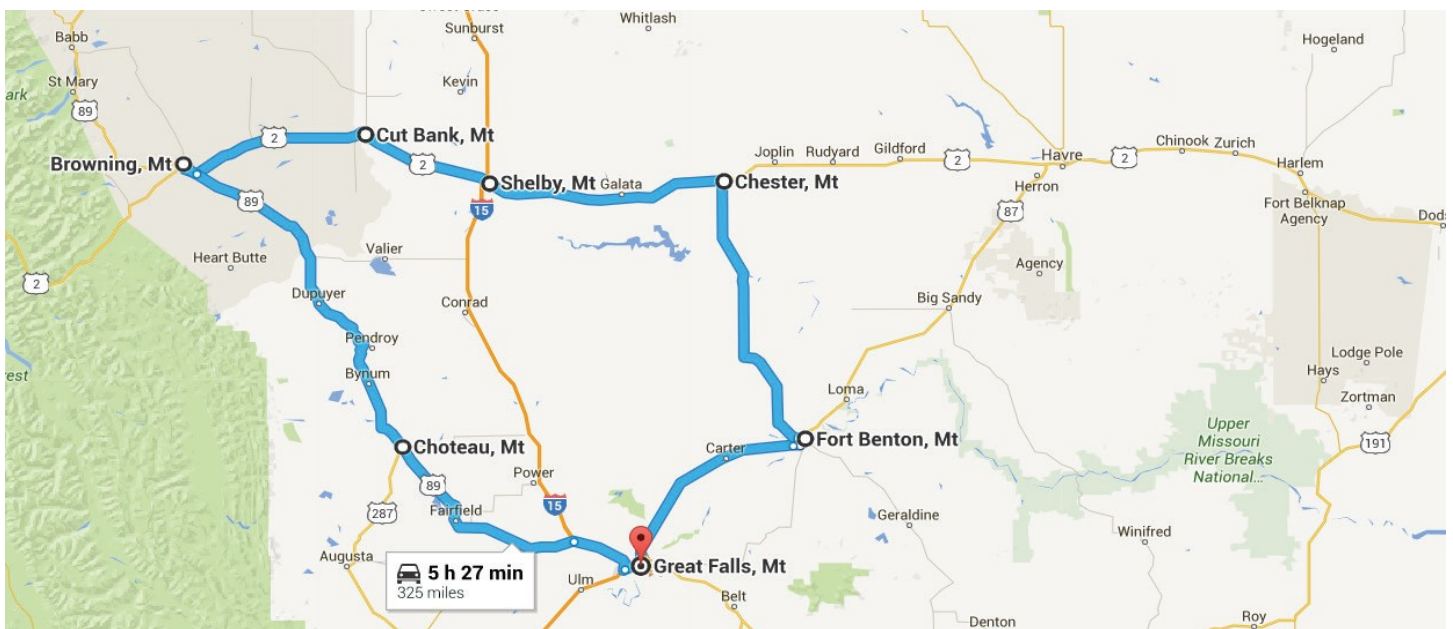 Sunburst
Whitlash
Hogeland
Babb
St Mary
Kevin
ark
89
2
Cut Bank, Mt
Browning, Mt
2
Shelby, Mt
Galata
Chester, Mt
Joplin
Rudyard
Gildford
2
Havre
2
Chinook
Zurich
Harlem
Herron
Fort Belknap
Agency
Dods
89
15
87
Valier
Heart Butte
2
Agency
Dupuyer
Conrad
Big Sandy
Pendroy
Bynum
Loma
Lodge Pole
Hays
Zortman
est
Choteau, Mt
Fort Benton, Mt
Carter
Upper
Missouri
River Breaks
National...
191
Power
89
15
287
Fairfield
Geraldine
Winifred
Augusta
5 h 27 min
325 miles
Ulm
Great Falls, Mt
Belt
Denton
Roy